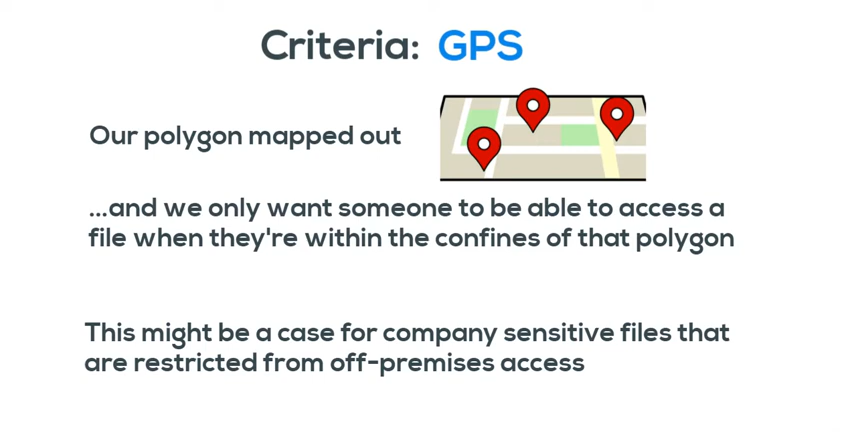 Criteria: GPS
Our polygon mapped out
...and we only want someone to be able to access a
file when they're within the confines of that polygon
This might be a case for company sensitive files that
are restricted from off-premises access